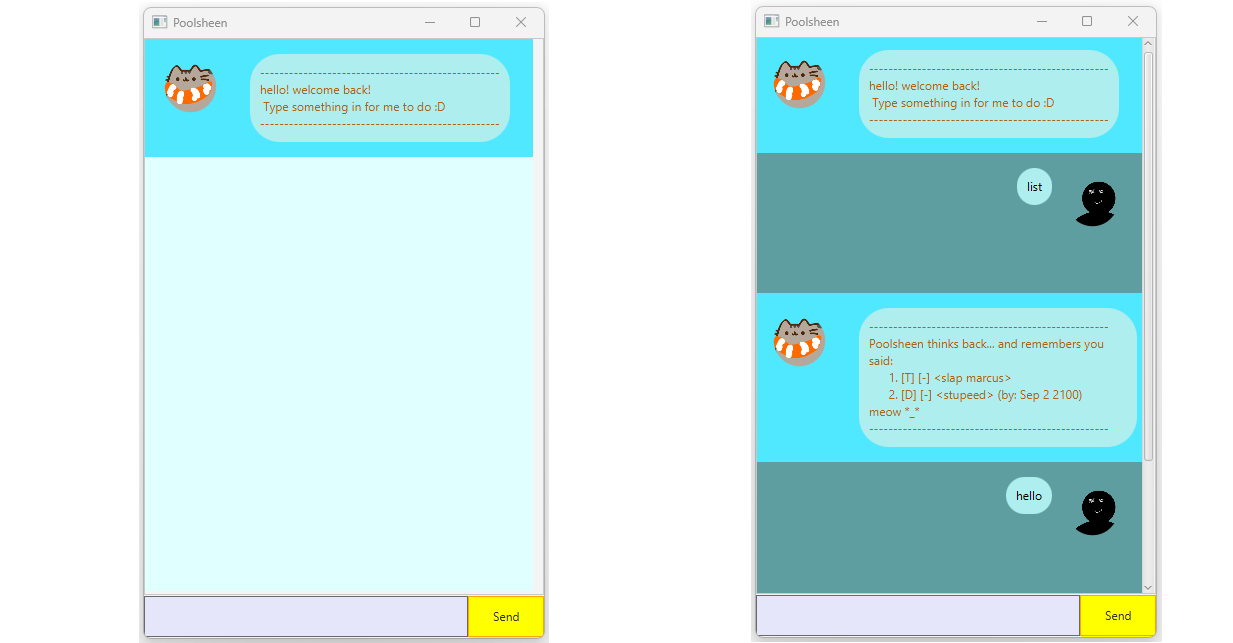 Poolsheen
----------------------------------------
hello! welcome back!
Type something in for me to do :D
----------------------------------------
Send
Poolsheen
----------------------------------------
hello! welcome back!
Type something in for me to do :D
----------------------------------------
list
----------------------------------------
Poolsheen thinks back... and remembers you
said:
1. [T] [-] <slap marcus>
2. [D] [-] <stupeed> (by: Sep 2 2100)
meow *_*
----------------------------------------
hello
Send